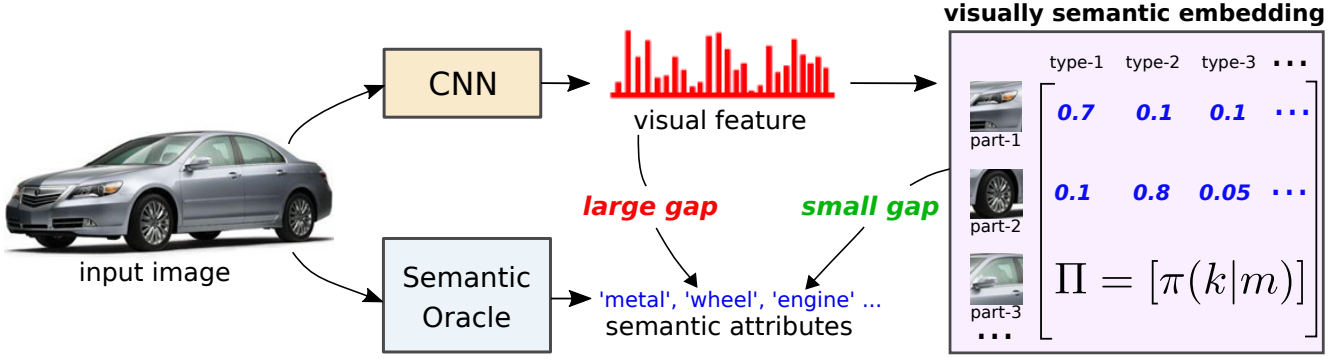 visually semantic embedding
type-1 type-2 type-3 ...
CNN
visual feature
0.7 0.1 0.1 ...
part-1
0.1 0.8 0.05 ...
part-2
large gap
small gap
input image
Semantic
Oracle
'metal', 'wheel', 'engine' ...
semantic attributes
Π = [π(k|m)]
part-3
...